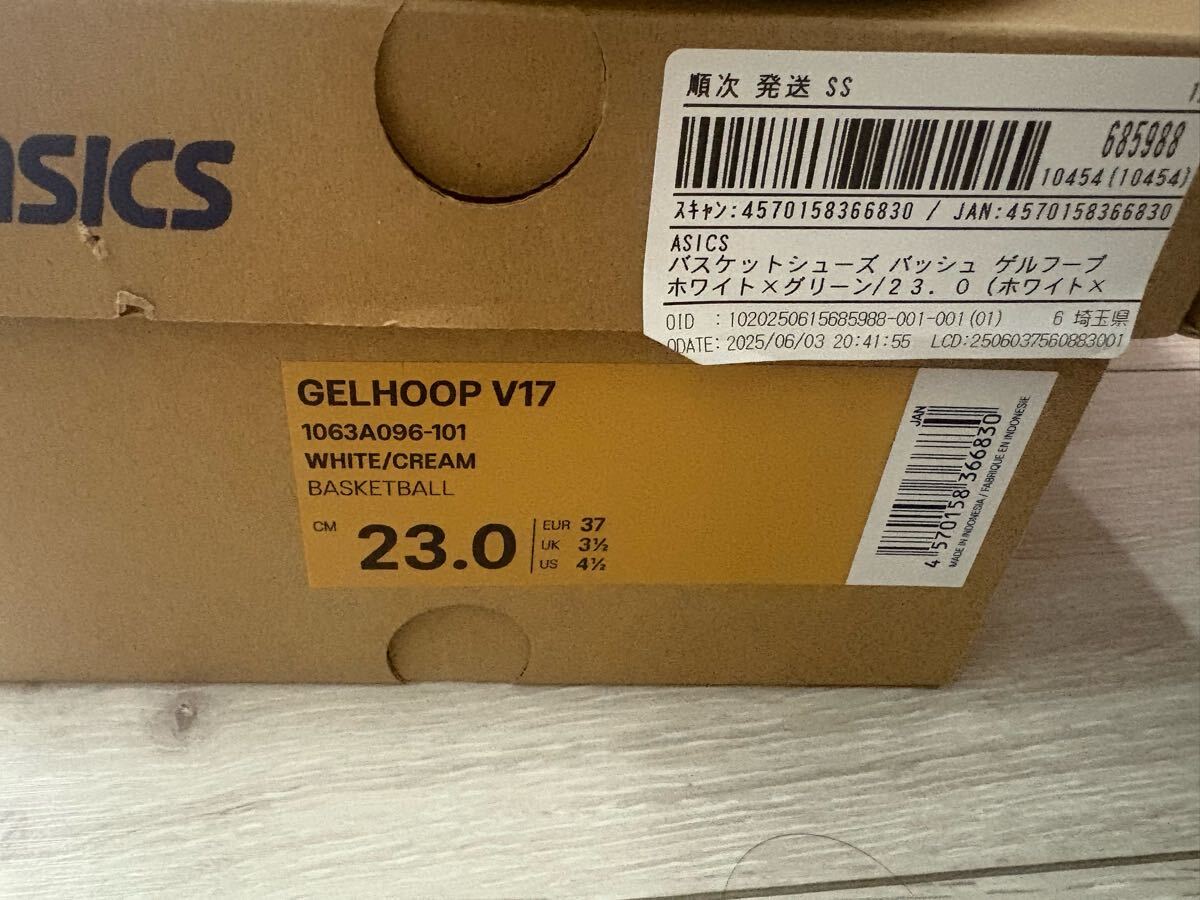 asics
順次 発送 SS
685988
10454(10454)
スキャン:4570158366830 / JAN:4570158366830
ASICS
バスケットシューズ バッシュ ゲルフープ
ホワイト×グリーン/23.0 (ホワイト×
OID :1020250615685988-001-001(01) 6 埼玉県
ODATE:2025/06/03 20:41:55 LCD:2506037560883001
GELHOOP V17
1063A096-101
WHITE/CREAM
BASKETBALL
CM 23.0
EUR 37
UK 3½
US 4½
JAN
4 570158 366830
MADE IN INDONESIA / FABRIQUE EN INDONESIE